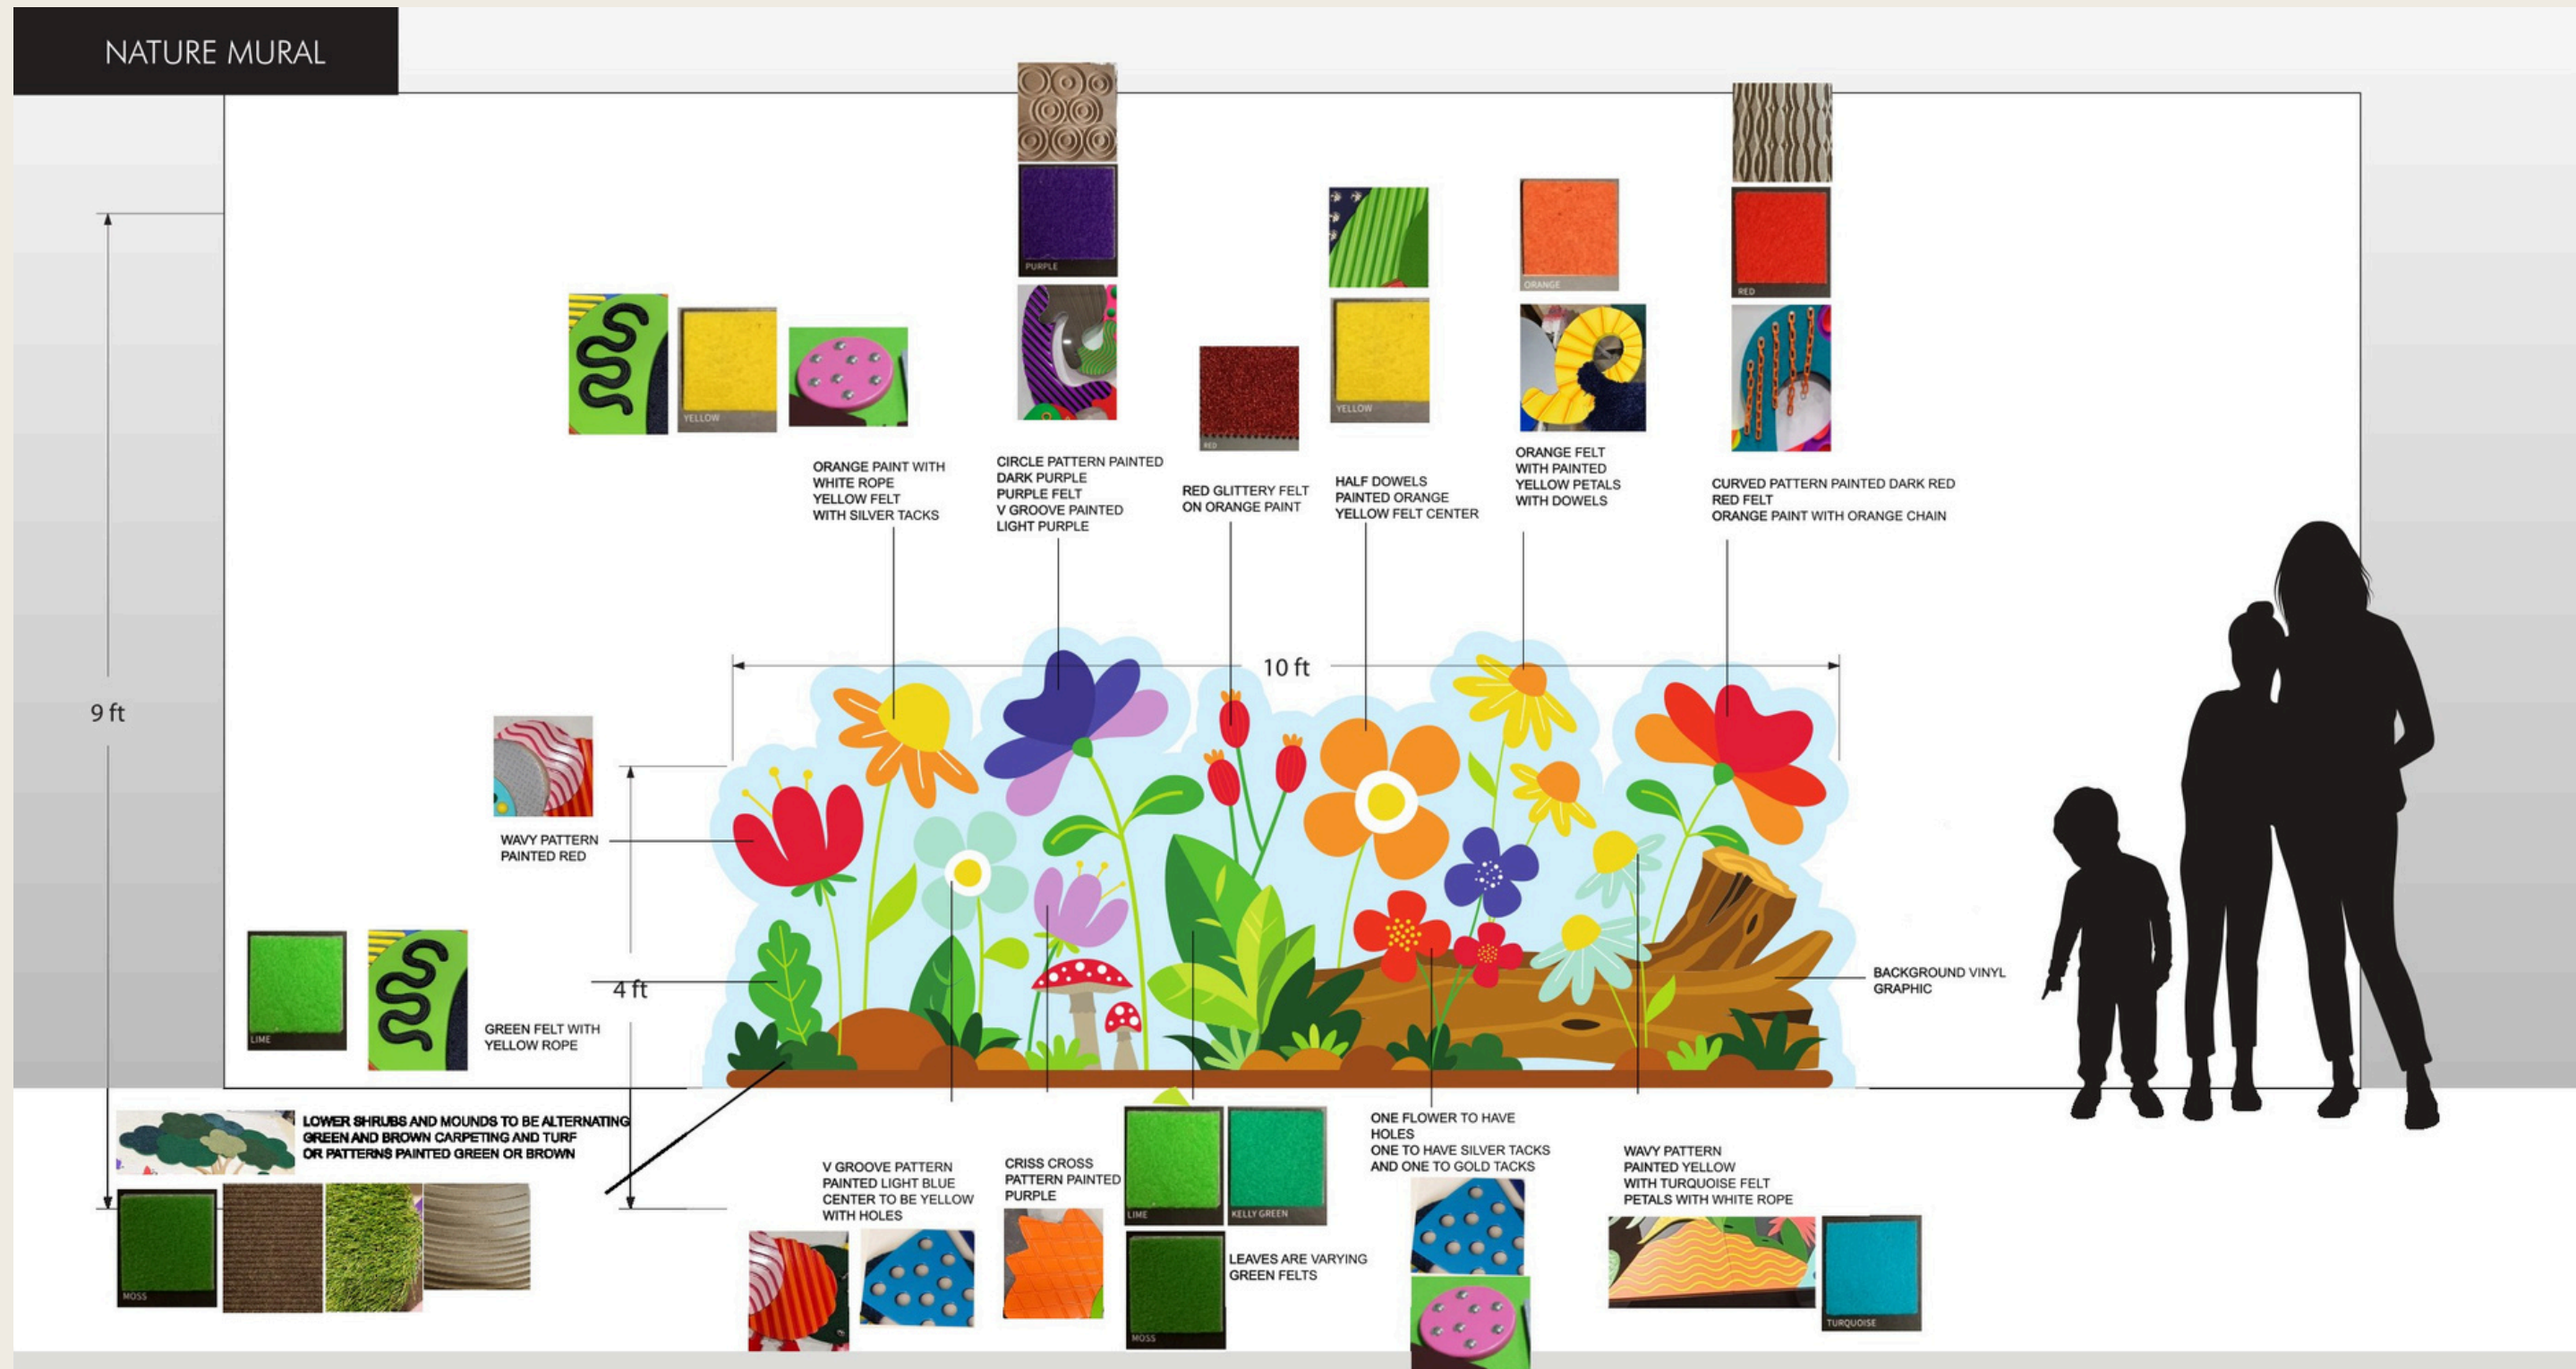 NATURE MURAL
PURPLE
RED
YELLOW
YELLOW
ORANGE
RED
ORANGE PAINT WITH
WHITE ROPE
YELLOW FELT
WITH SILVER TACKS
CIRCLE PATTERN PAINTED
DARK PURPLE
PURPLE FELT
V GROOVE PAINTED
LIGHT PURPLE
RED GLITTERY FELT
ON ORANGE PAINT
HALF DOWELS
PAINTED ORANGE
YELLOW FELT CENTER
ORANGE FELT
WITH PAINTED
YELLOW PETALS
WITH DOWELS
CURVED PATTERN PAINTED DARK RED
RED FELT
ORANGE PAINT WITH ORANGE CHAIN
10 ft
9 ft
WAVY PATTERN
PAINTED RED
4 ft
BACKGROUND VINYL
GRAPHIC
LIME
GREEN FELT WITH
YELLOW ROPE
LOWER SHRUBS AND MOUNDS TO BE ALTERNATING
GREEN AND BROWN CARPETING AND TURF
OR PATTERNS PAINTED GREEN OR BROWN
MOSS
V GROOVE PATTERN
PAINTED LIGHT BLUE
CENTER TO BE YELLOW
WITH HOLES
CRISS CROSS
PATTERN PAINTED
PURPLE
LIME
KELLY GREEN
LEAVES ARE VARYING
GREEN FELTS
MOSS
ONE FLOWER TO HAVE
HOLES
ONE TO HAVE SILVER TACKS
AND ONE TO GOLD TACKS
WAVY PATTERN
PAINTED YELLOW
WITH TURQUOISE FELT
PETALS WITH WHITE ROPE
TURQUOISE